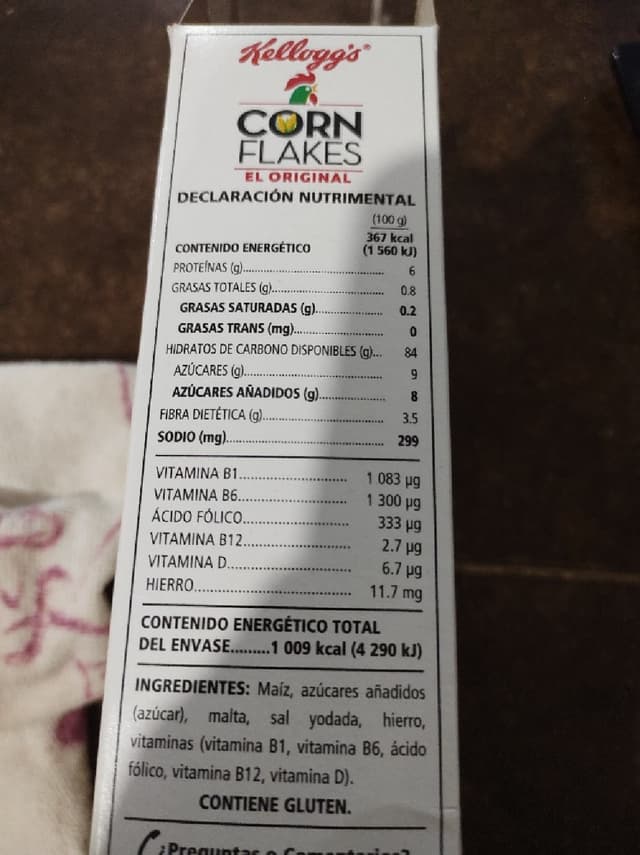 Kellogg's®
CORN
FLAKES
EL ORIGINAL
DECLARACIÓN NUTRIMENTAL
(100 g)
CONTENIDO ENERGÉTICO 367 kcal
(1 560 kJ)
PROTEÍNAS (g)........................................ 6
GRASAS TOTALES (g)................................ 0.8
GRASAS SATURADAS (g)................... 0.2
GRASAS TRANS (mg)......................... 0
HIDRATOS DE CARBONO DISPONIBLES (g)... 84
AZÚCARES (g)........................................ 9
AZÚCARES AÑADIDOS (g).................. 8
FIBRA DIETÉTICA (g)................................ 3.5
SODIO (mg)............................................ 299
VITAMINA B1............................ 1 083 µg
VITAMINA B6............................ 1 300 µg
ÁCIDO FÓLICO........................... 333 µg
VITAMINA B12........................... 2.7 µg
VITAMINA D............................... 6.7 µg
HIERRO....................................... 11.7 mg
CONTENIDO ENERGÉTICO TOTAL
DEL ENVASE.........1 009 kcal (4 290 kJ)
INGREDIENTES: Maíz, azúcares añadidos
(azúcar), malta, sal yodada, hierro,
vitaminas (vitamina B1, vitamina B6, ácido
fólico, vitamina B12, vitamina D).
CONTIENE GLUTEN.
¿Preguntas o Comentarios?